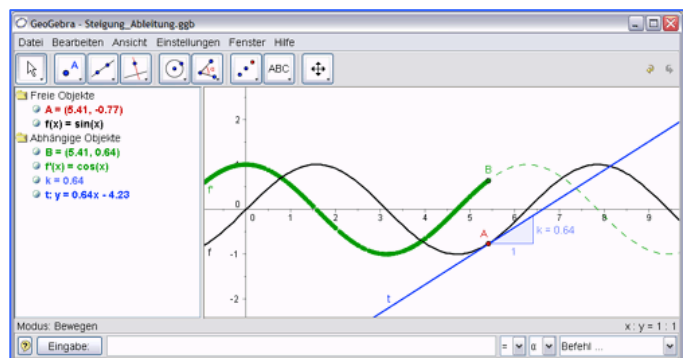 GeoGebra - Steigung_Ableitung.ggb
Datei Bearbeiten Ansicht Einstellungen Fenster Hilfe
A
α
ABC
Freie Objekte
A = (5.41, -0.77)
f(x) = sin(x)
Abhängige Objekte
B = (5.41, 0.64)
f'(x) = cos(x)
k = 0.64
t: y = 0.64x - 4.23
2
1
0
-1
-2
0 1 2 3 4 5 6 7 8 9
f'
f
B
A
k = 0.64
1
t
Modus: Bewegen
x : y = 1 : 1
Eingabe:
=
α
Befehl ...